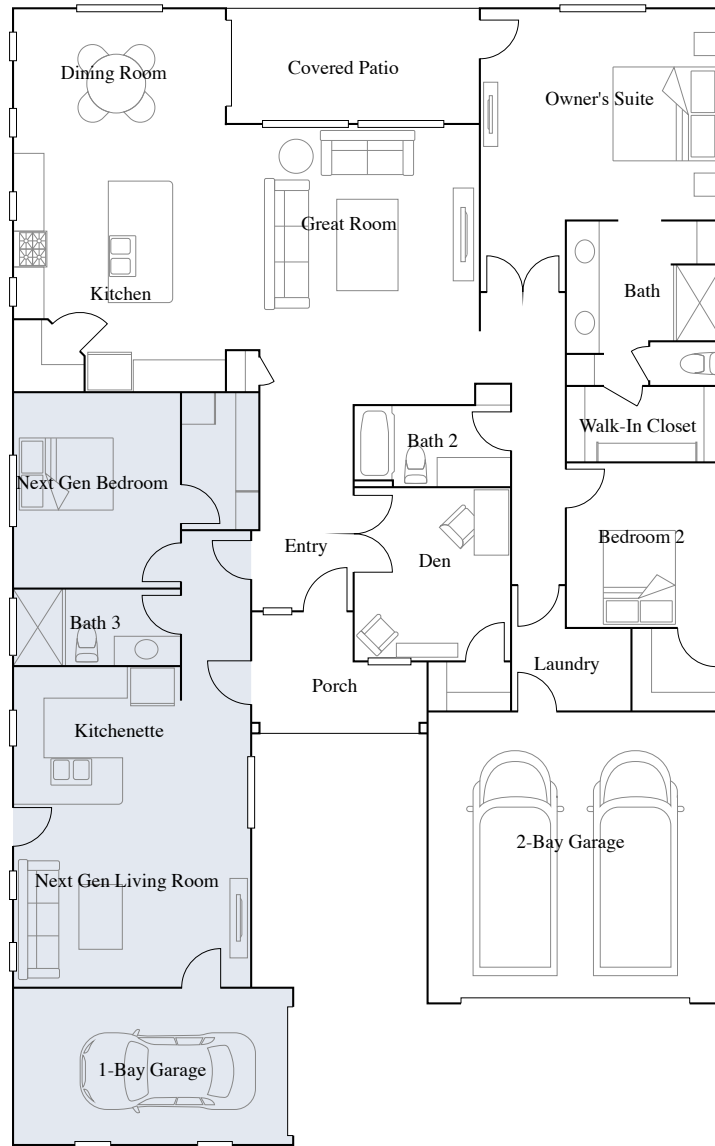 Dining Room
Covered Patio
Owner's Suite
Great Room
Kitchen
Bath
Walk-In Closet
Bath 2
Next Gen Bedroom
Entry
Den
Bedroom 2
Bath 3
Laundry
Porch
Kitchenette
2-Bay Garage
Next Gen Living Room
1-Bay Garage